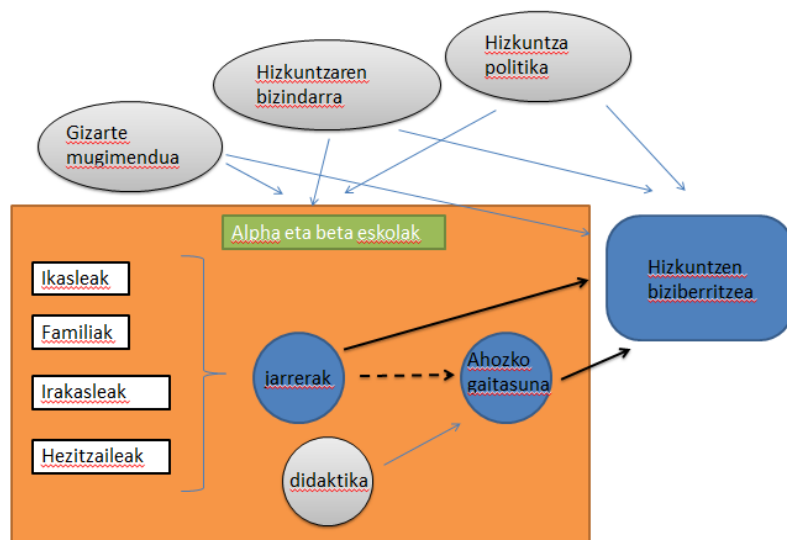 Hizkuntza
politika
Hizkuntzaren
bizindarra
Gizarte
mugimendua
Alpha eta beta eskolak
Ikasleak
Familiak
Irakasleak
Hezitzaileak
jarrerak
Ahozko
gaitasuna
didaktika
Hizkuntzen
biziberritzea